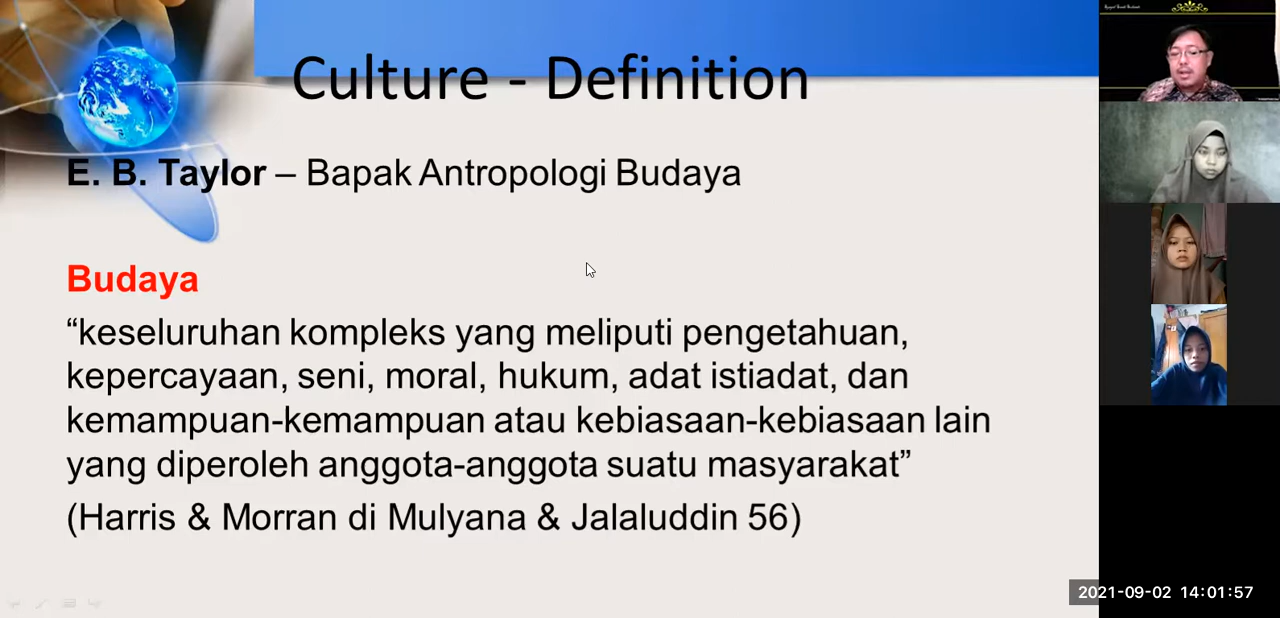 Culture - Definition
E. B. Taylor – Bapak Antropologi Budaya
Budaya
“keseluruhan kompleks yang meliputi pengetahuan,
kepercayaan, seni, moral, hukum, adat istiadat, dan
kemampuan-kemampuan atau kebiasaan-kebiasaan lain
yang diperoleh anggota-anggota suatu masyarakat”
(Harris & Morran di Mulyana & Jalaluddin 56)
2021-09-02 14:01:57